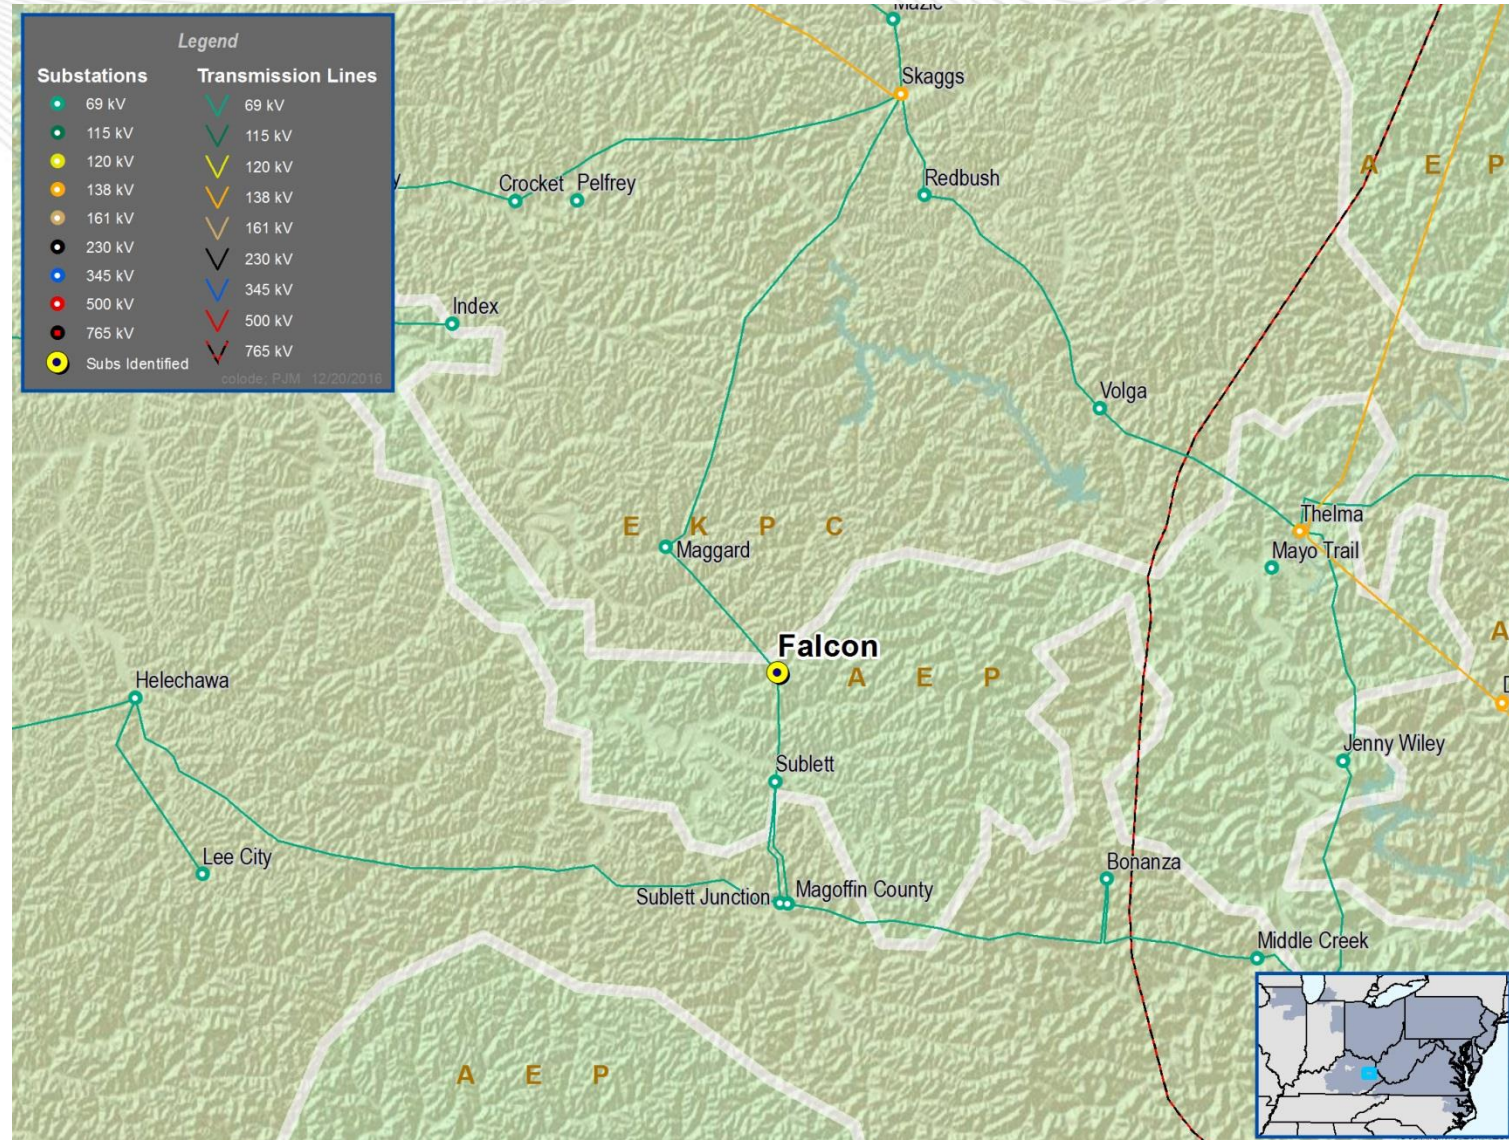 Legend
Substations
69 kV
115 kV
120 kV
138 kV
161 kV
230 kV
345 kV
500 kV
765 kV
Subs Identified
Transmission Lines
69 kV
115 kV
120 kV
138 kV
161 kV
230 kV
345 kV
500 kV
765 kV
colode; PJM 12/20/2016
Mazie
Skaggs
A E P
Crocket
Pelfrey
Redbush
Index
Volga
Thelma
E K P C
Maggard
Mayo Trail
Falcon
A
A E P
Helechawa
D
Jenny Wiley
Sublett
Lee City
Bonanza
Sublett Junction
Magoffin County
Middle Creek
A E P